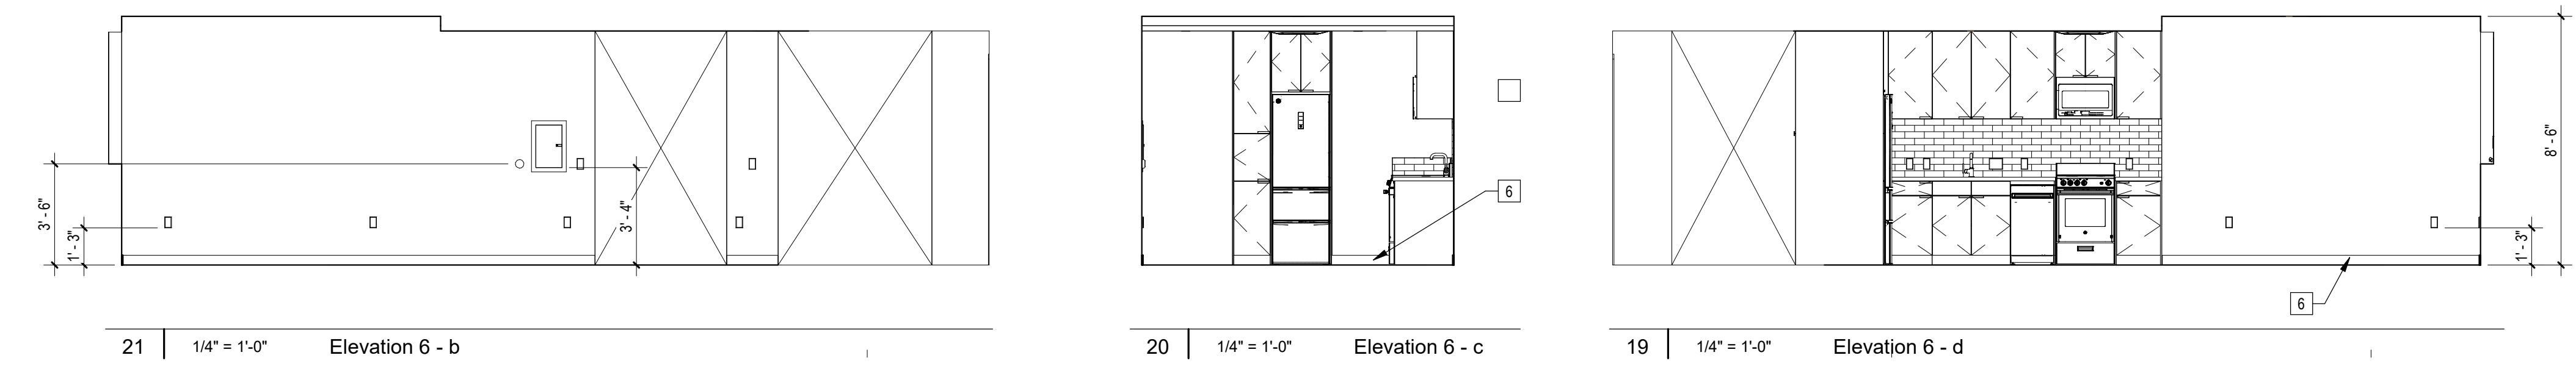 3' - 6"
1' - 3"
3' - 4"
21 1/4" = 1'-0" Elevation 6 - b
6
20 1/4" = 1'-0" Elevation 6 - c
8' - 6"
1' - 3"
6
19 1/4" = 1'-0" Elevation 6 - d